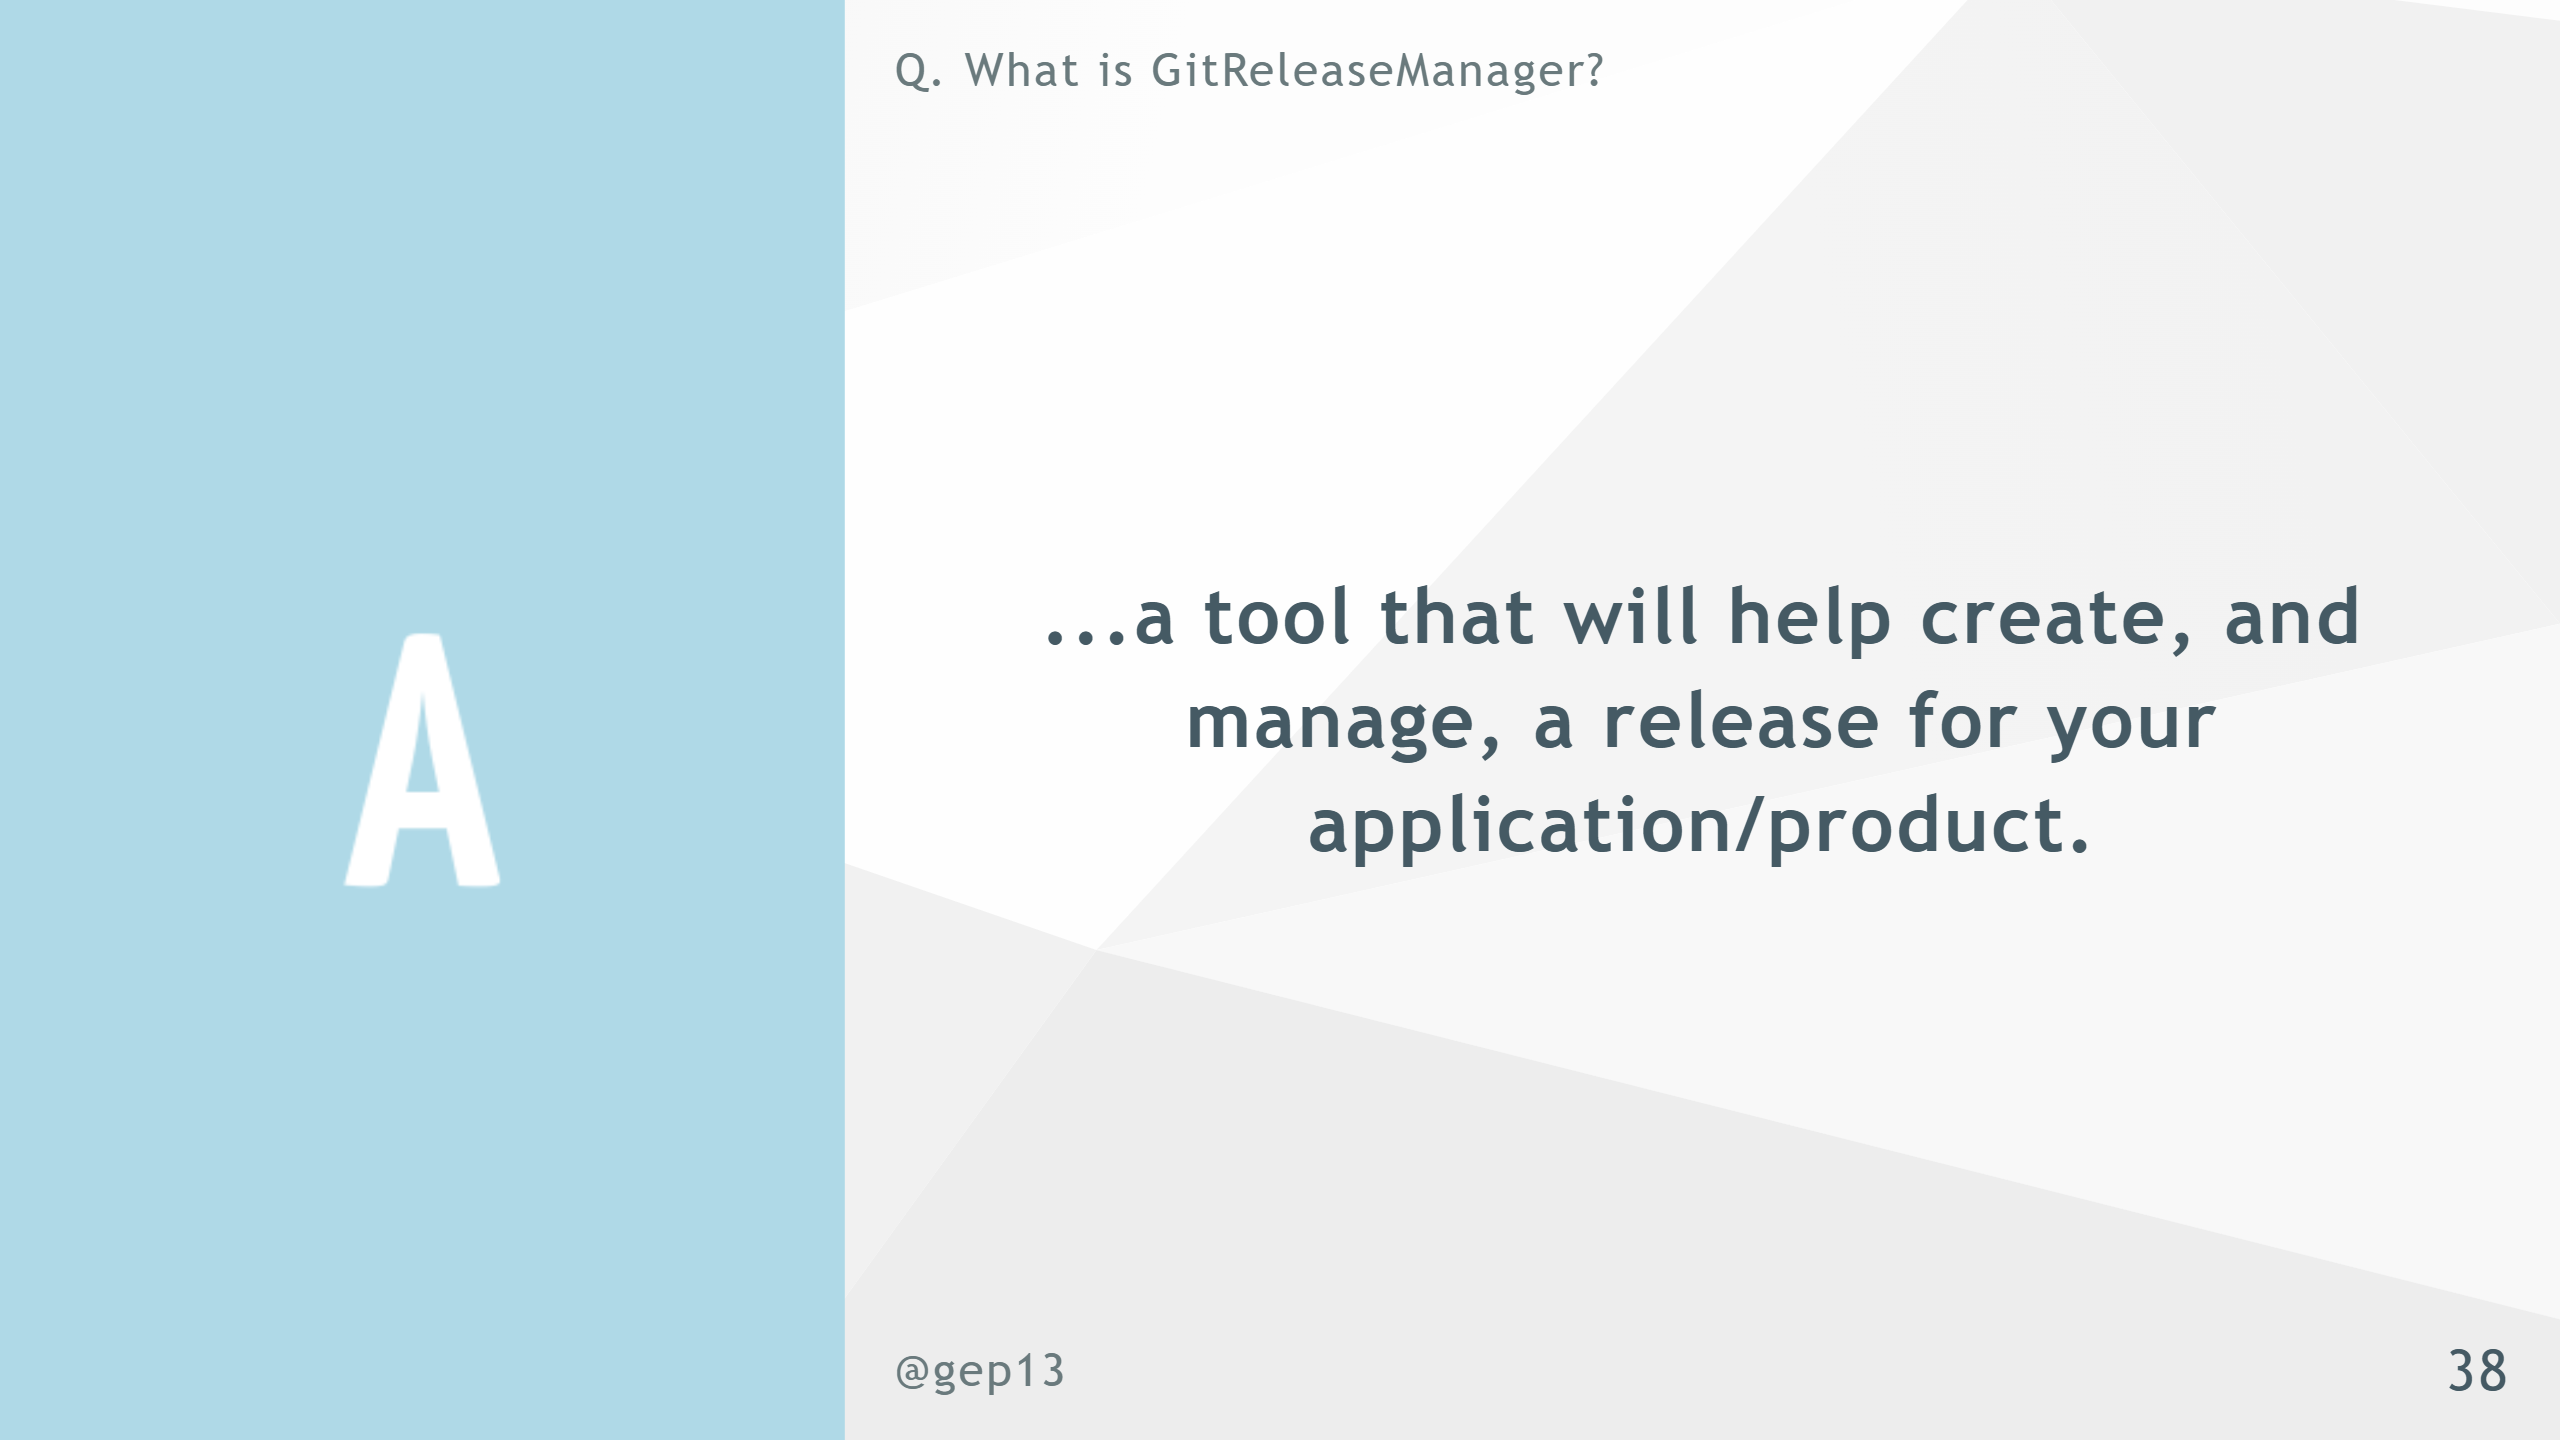 Q. What is GitReleaseManager?
A
...a tool that will help create, and
manage, a release for your
application/product.
@gep13
38